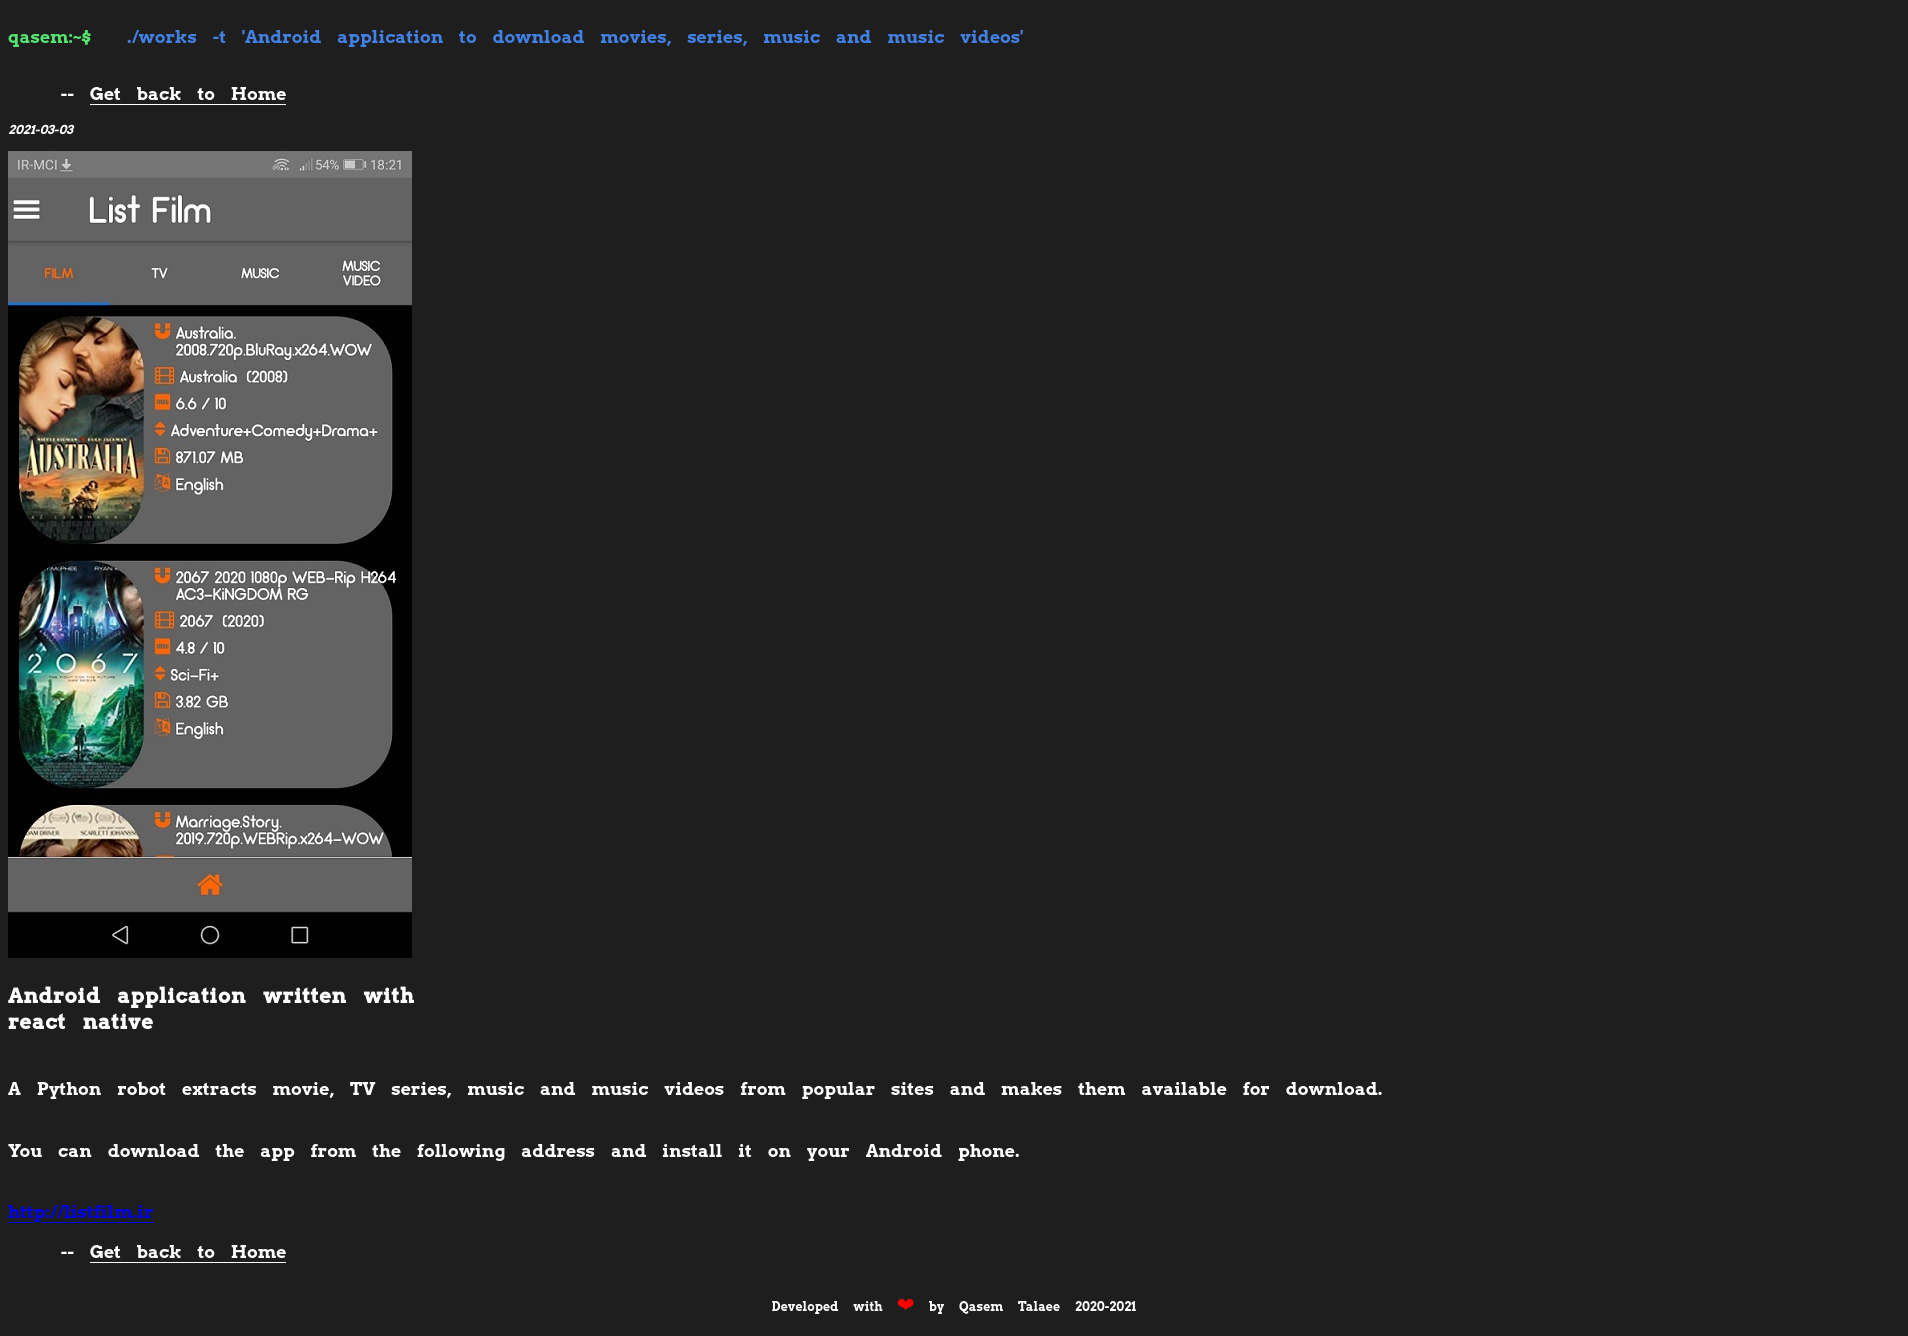 qasem:~$ ./works -t 'Android application to download movies, series, music and music videos'
-- Get back to Home
2021-03-03
IR-MCI 54% 18:21
List Film
FILM TV MUSIC MUSIC VIDEO
Australia.
2008.720p.BluRay.x264.WOW
Australia (2008)
6.6 / 10
Adventure+Comedy+Drama+
871.07 MB
English
AUSTRALIA
2067 2020 1080p WEB-Rip H264
AC3-KiNGDOM RG
2067 (2020)
4.8 / 10
Sci-Fi+
3.82 GB
English
2067
Marriage.Story.
2019.720p.WEBRip.x264-WOW
Android application written with
react native
A Python robot extracts movie, TV series, music and music videos from popular sites and makes them available for download.
You can download the app from the following address and install it on your Android phone.
http://listfilm.ir
-- Get back to Home
Developed with ❤ by Qasem Talaee 2020-2021